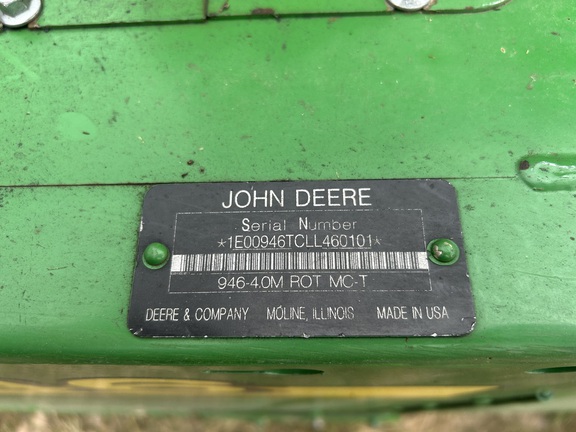 JOHN DEERE
Serial Number
*1E00946TCLL460101*
946-4.0M ROT MC-T
DEERE & COMPANY MOLINE, ILLINOIS MADE IN USA